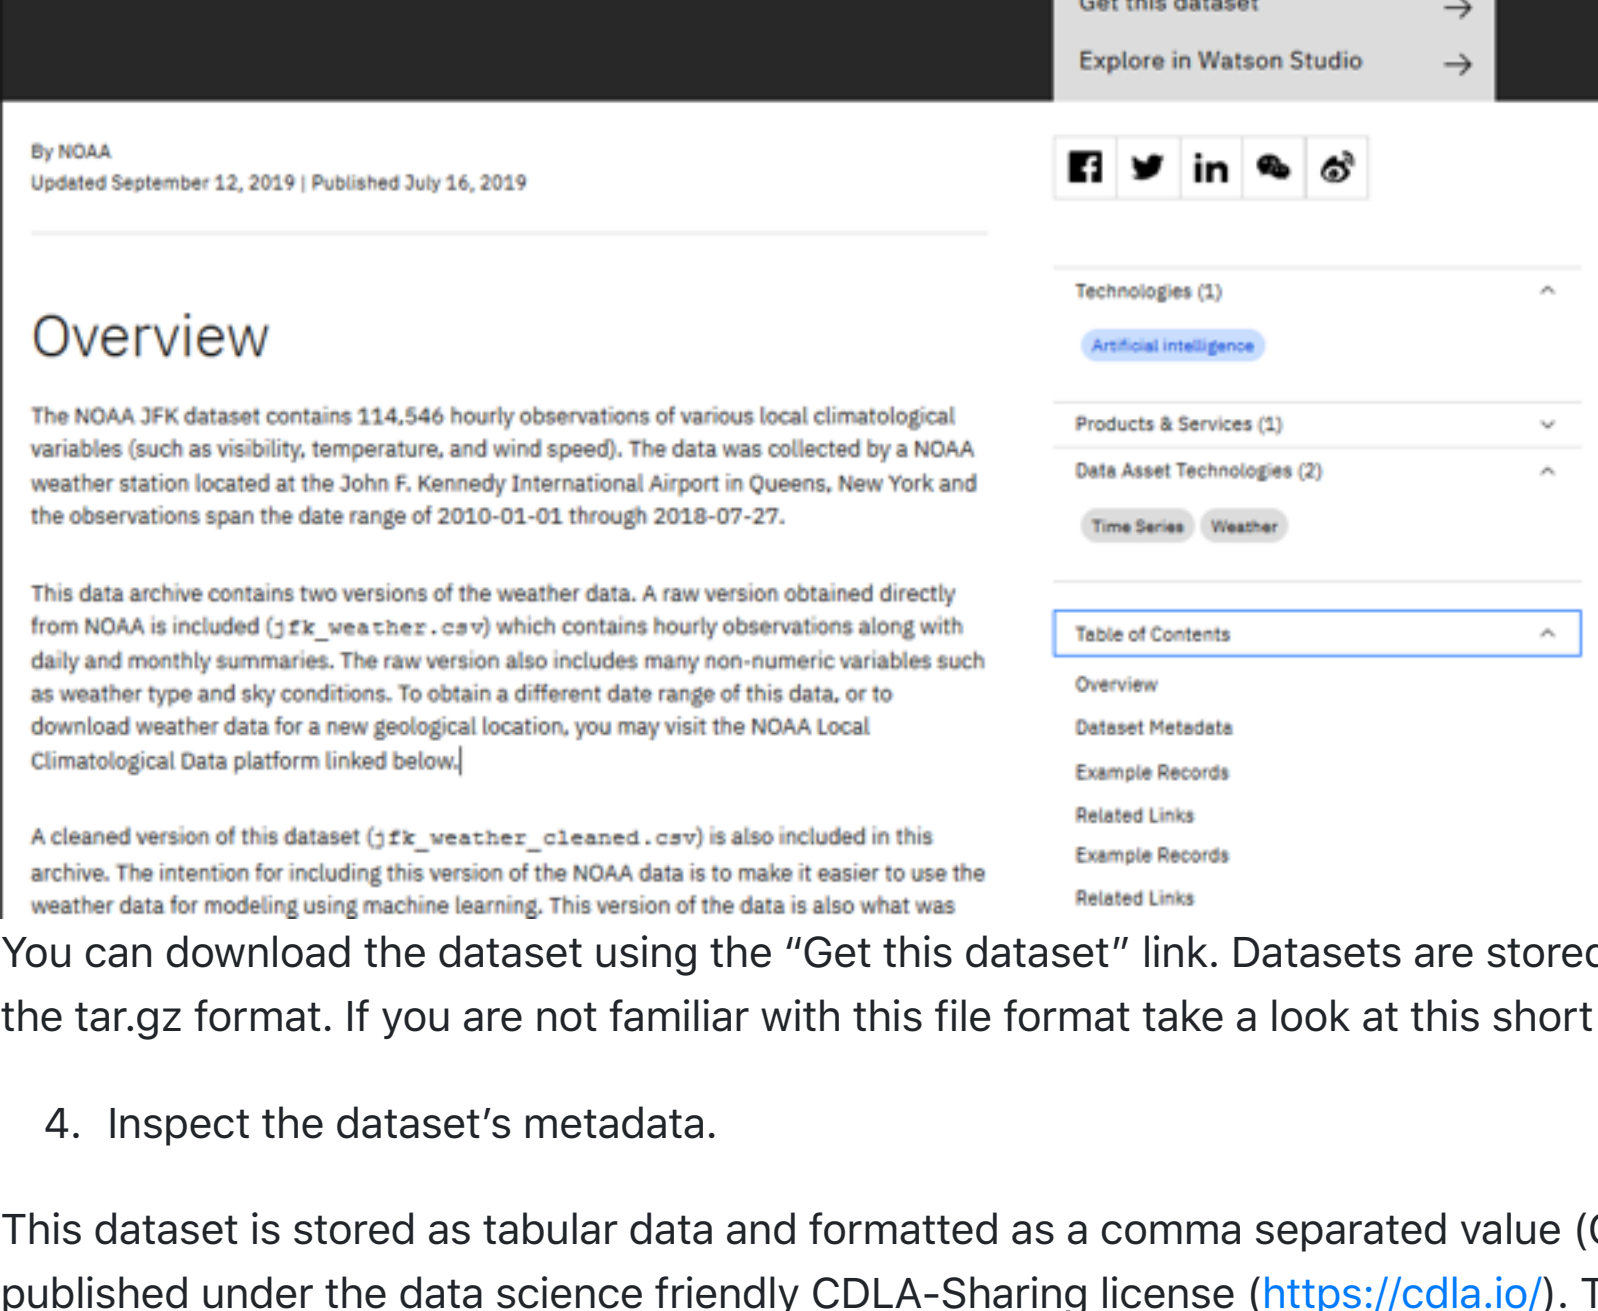 Get this dataset
Explore in Watson Studio
By NOAA
Updated September 12, 2019 | Published July 16, 2019
Overview
The NOAA JFK dataset contains 114,546 hourly observations of various local climatological
variables (such as visibility, temperature, and wind speed). The data was collected by a NOAA
weather station located at the John F. Kennedy International Airport in Queens, New York and
the observations span the date range of 2010-01-01 through 2018-07-27.
This data archive contains two versions of the weather data. A raw version obtained directly
from NOAA is included (jfk_weather.csv) which contains hourly observations along with
daily and monthly summaries. The raw version also includes many non-numeric variables such
as weather type and sky conditions. To obtain a different date range of this data, or to
download weather data for a new geological location, you may visit the NOAA Local
Climatological Data platform linked below.
A cleaned version of this dataset (jfk_weather_cleaned.csv) is also included in this
archive. The intention for including this version of the NOAA data is to make it easier to use the
weather data for modeling using machine learning. This version of the data is also what was
Technologies (1)
Artificial intelligence
Products & Services (1)
Data Asset Technologies (2)
Time Series
Weather
Table of Contents
Overview
Dataset Metadata
Example Records
Related Links
Example Records
Related Links
You can download the dataset using the “Get this dataset” link. Datasets are stored
the tar.gz format. If you are not familiar with this file format take a look at this short
4. Inspect the dataset’s metadata.
This dataset is stored as tabular data and formatted as a comma separated value (
published under the data science friendly CDLA-Sharing license (https://cdla.io/). T